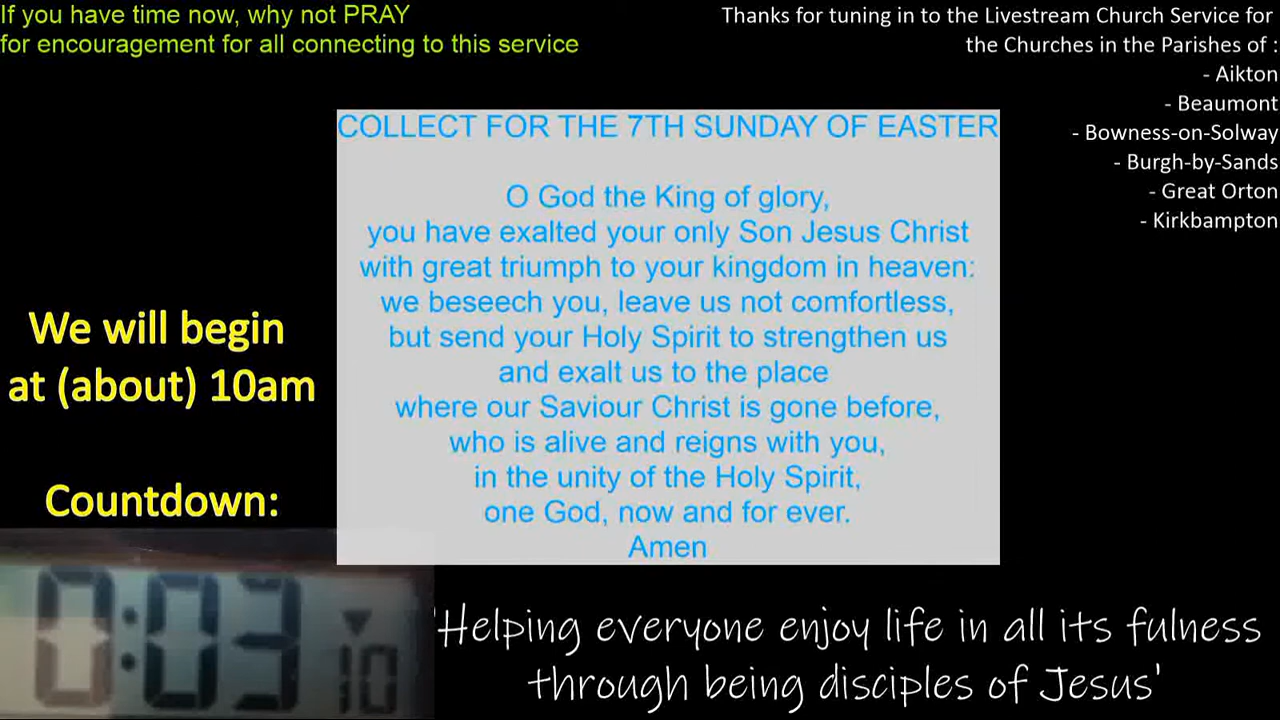 If you have time now, why not PRAY
for encouragement for all connecting to this service
Thanks for tuning in to the Livestream Church Service for
the Churches in the Parishes of :
- Aikton
- Beaumont
- Bowness-on-Solway
- Burgh-by-Sands
- Great Orton
- Kirkbampton
COLLECT FOR THE 7TH SUNDAY OF EASTER
O God the King of glory,
you have exalted your only Son Jesus Christ
with great triumph to your kingdom in heaven:
we beseech you, leave us not comfortless,
but send your Holy Spirit to strengthen us
and exalt us to the place
where our Saviour Christ is gone before,
who is alive and reigns with you,
in the unity of the Holy Spirit,
one God, now and for ever.
Amen
We will begin
at (about) 10am
Countdown:
0:03 10
'Helping everyone enjoy life in all its fulness
through being disciples of Jesus'